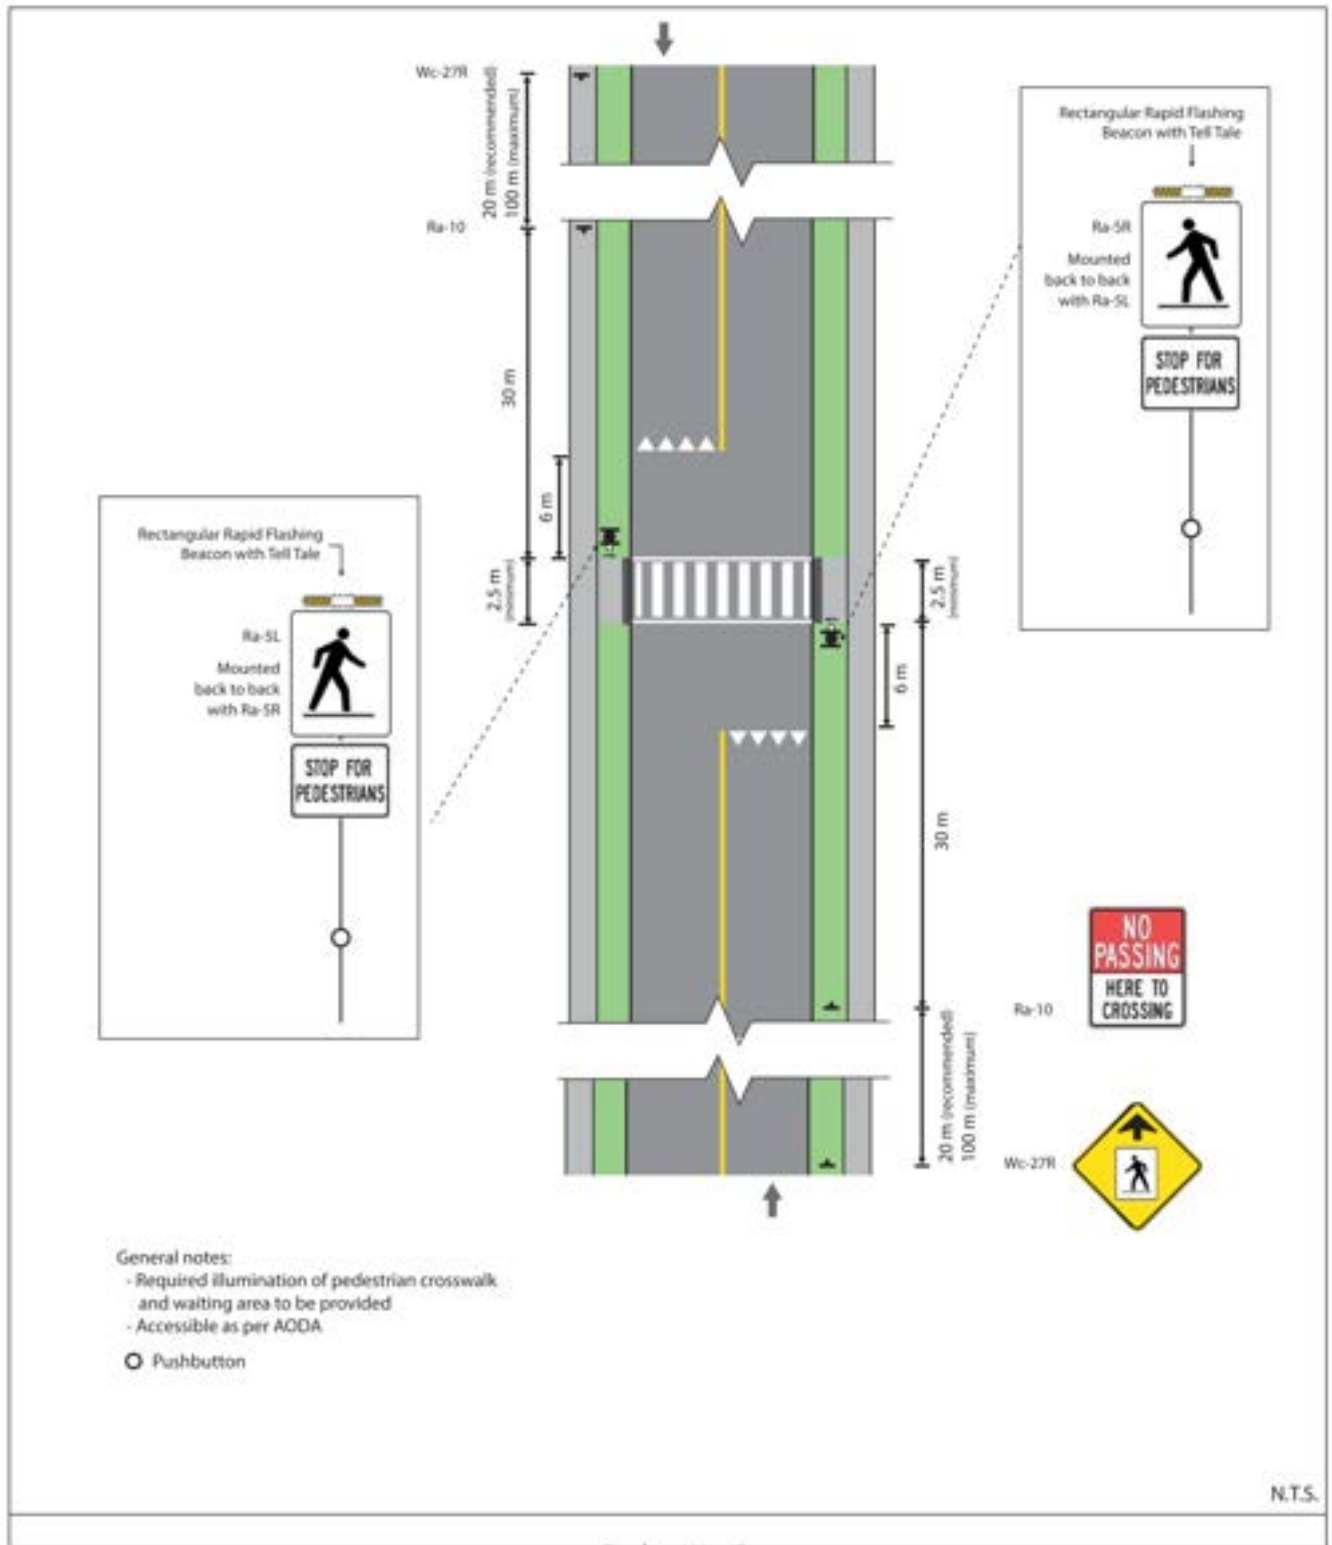 Wc-27R
20 m (recommended)
100 m (maximum)
Ra-10
30 m
6 m
2.5 m
(minimum)
Rectangular Rapid Flashing
Beacon with Tell Tale
Ra-5R
Mounted
back to back
with Ra-5L
STOP FOR
PEDESTRIANS
Rectangular Rapid Flashing
Beacon with Tell Tale
Ra-5L
Mounted
back to back
with Ra-5R
STOP FOR
PEDESTRIANS
2.5 m
(minimum)
6 m
30 m
20 m (recommended)
100 m (maximum)
NO
PASSING
HERE TO
CROSSING
Ra-10
Wc-27R
General notes:
- Required illumination of pedestrian crosswalk
and waiting area to be provided
- Accessible as per AODA
Pushbutton
N.T.S.